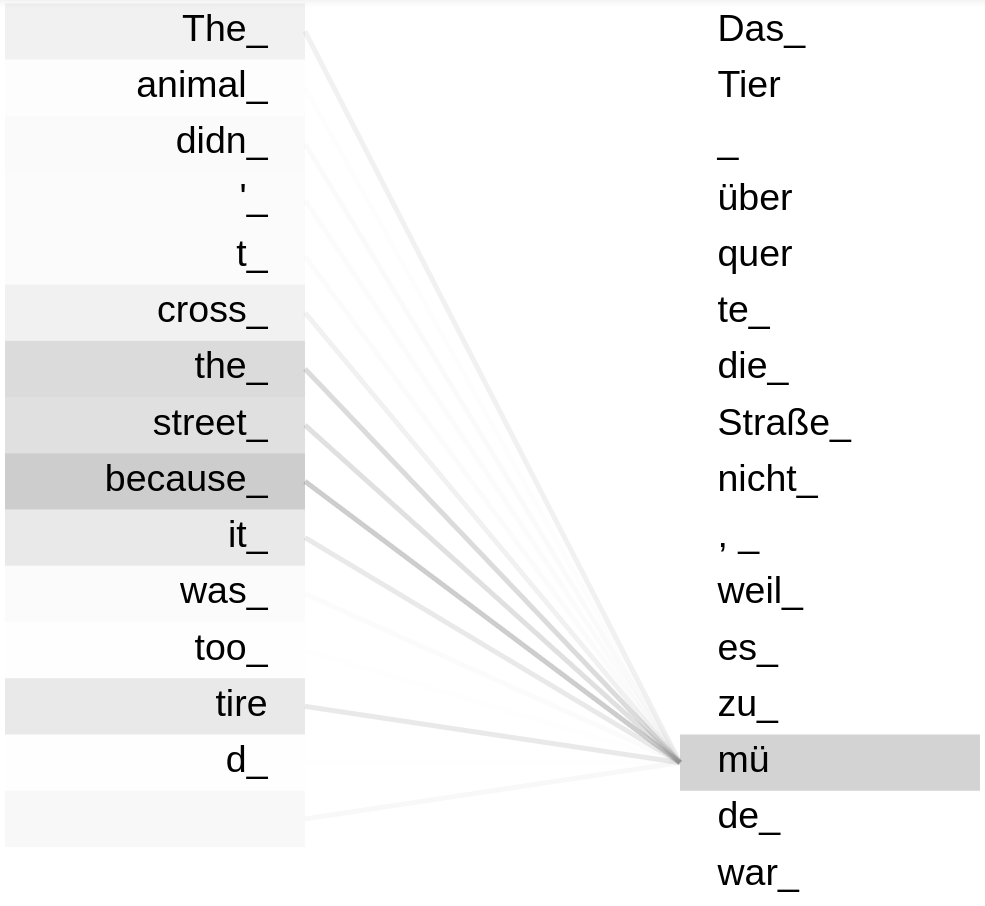 The_
animal_
didn_
'_
t_
cross_
the_
street_
because_
it_
was_
too_
tire
d_
Das_
Tier
_
über
quer
te_
die_
Straße_
nicht_
, _
weil_
es_
zu_
mü
de_
war_